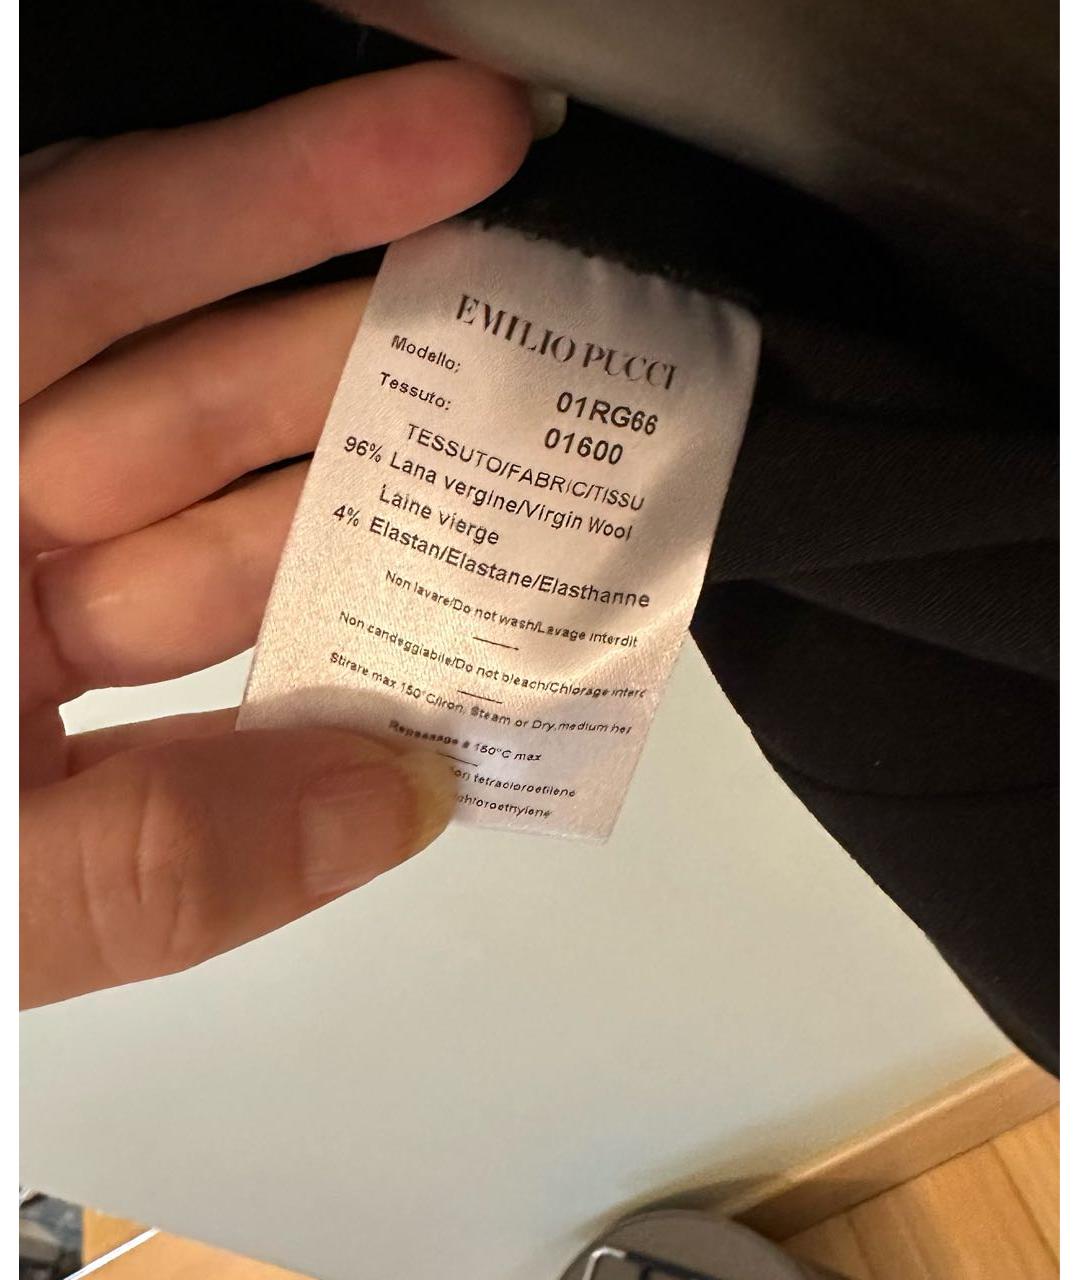 EMILIO PUCCI
Modello: 01RG66
Tessuto: 01600
TESSUTO/FABRIC/TISSU
96% Lana vergine/Virgin Wool
Laine vierge
4% Elastan/Elastane/Elasthanne
Non lavare/Do not wash/Lavage interdit
Non candeggiabile/Do not bleach/Chlorage interd
Stirare max 150°C/Iron, Steam or Dry, medium hea
Repassage a 150°C max
tetracloroetilene